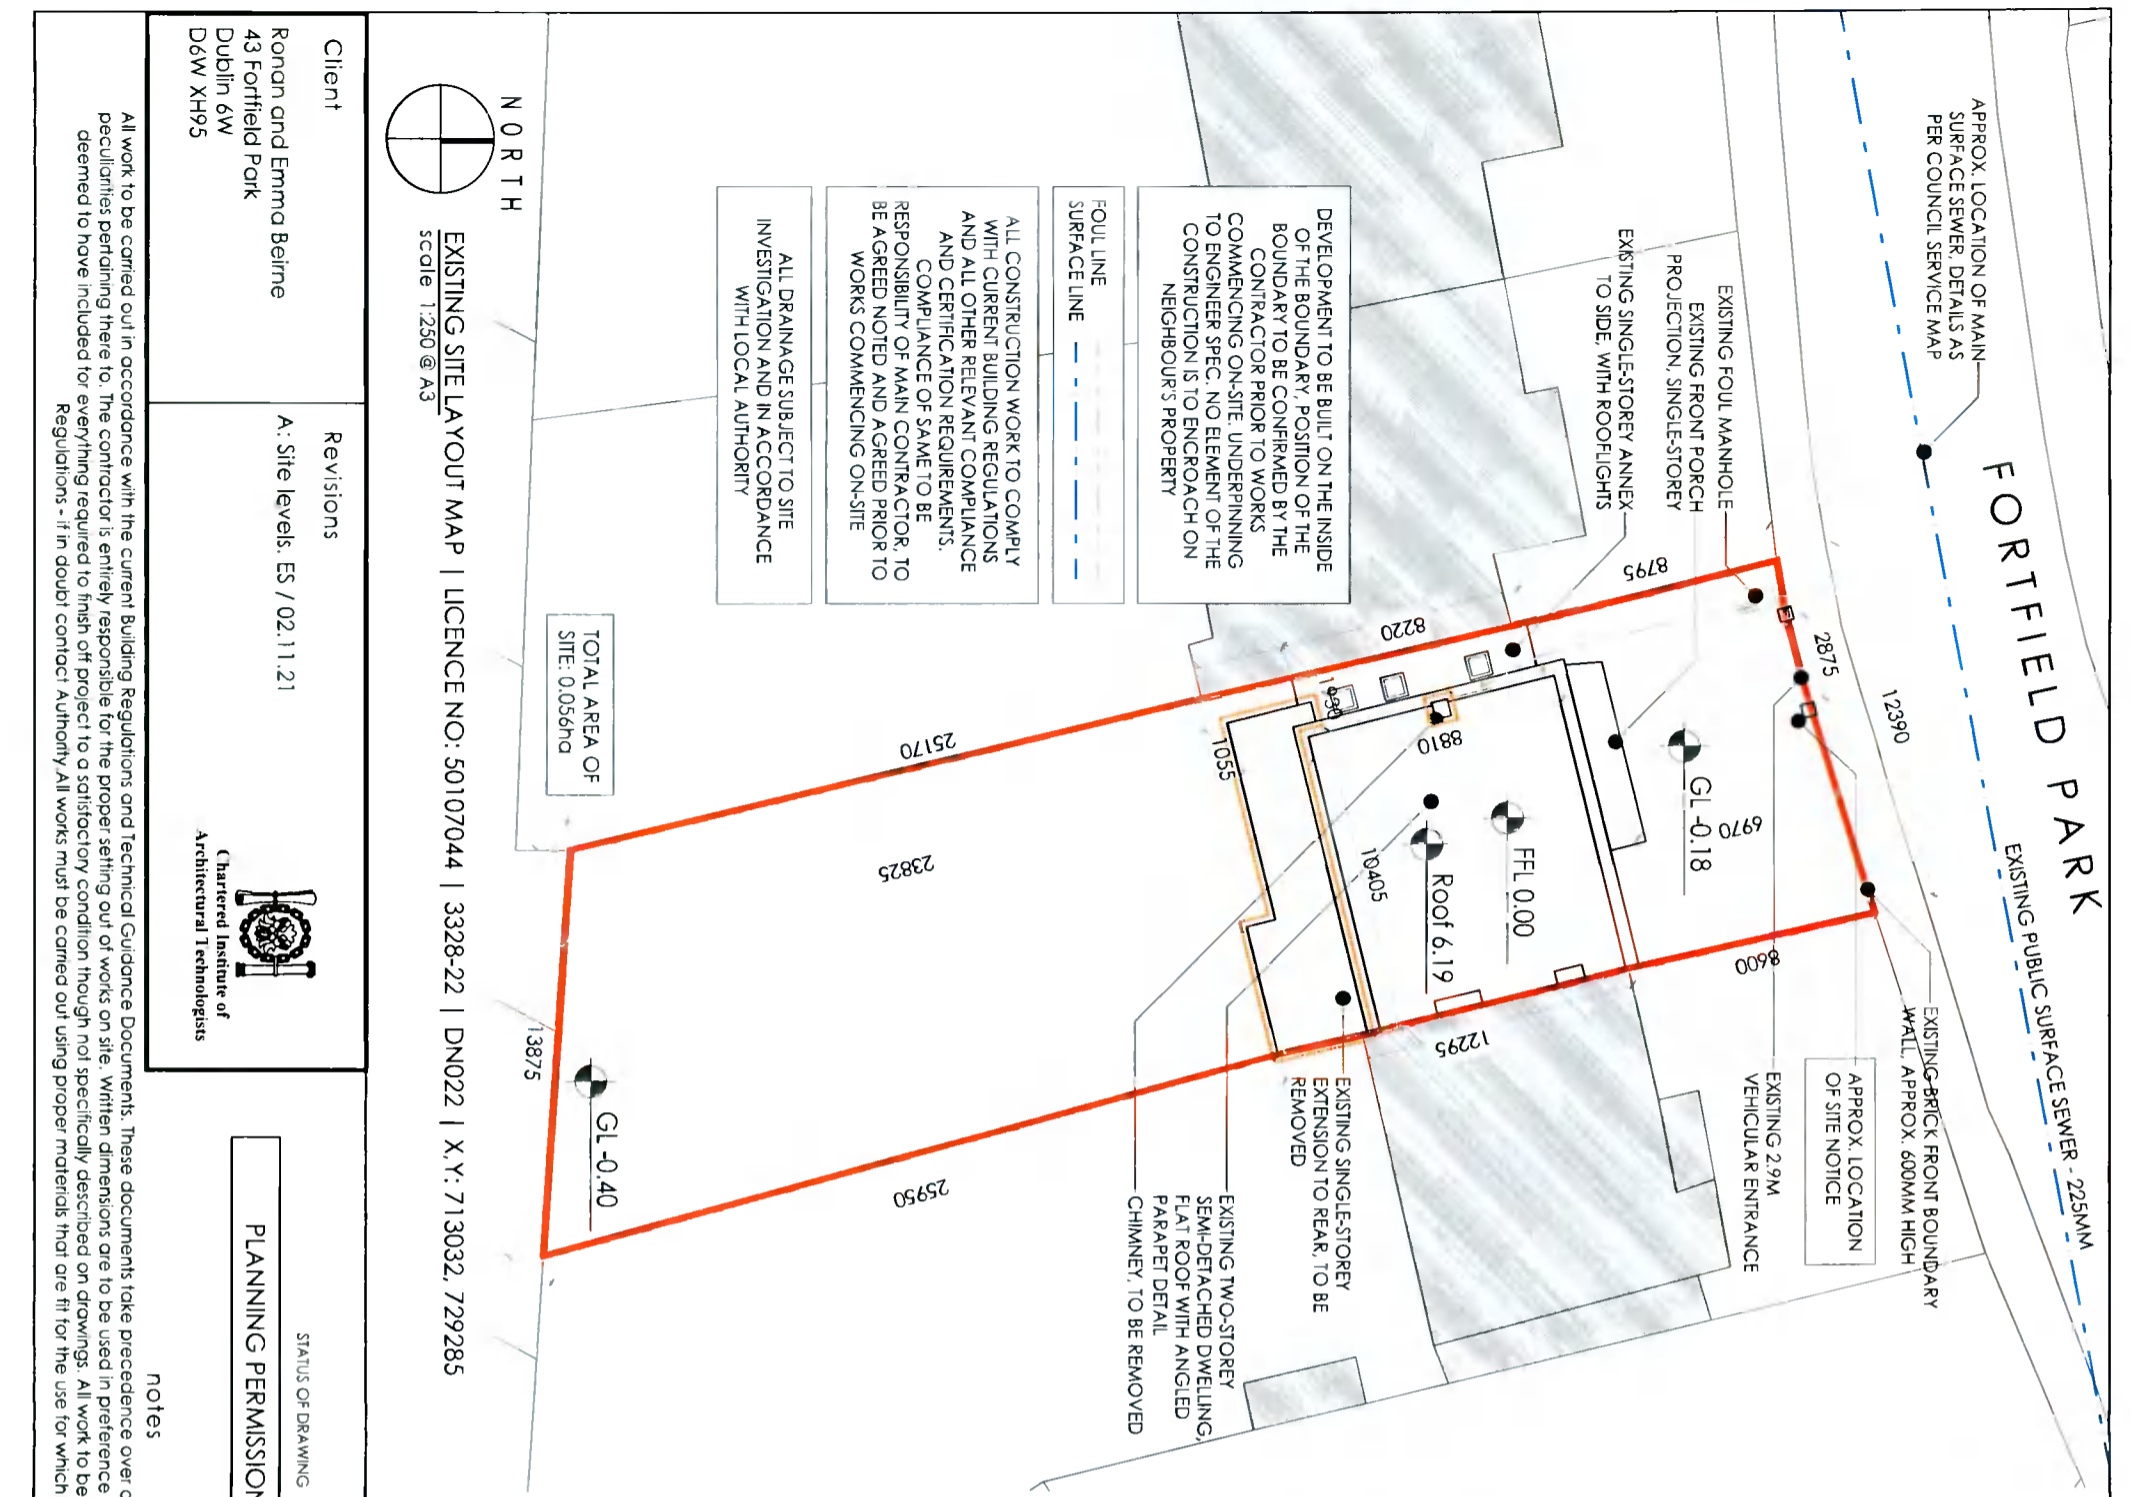 FORTFIELD PARK
APPROX. LOCATION OF MAIN
SURFACE SEWER, DETAILS AS
PER COUNCIL SERVICE MAP
EXISTING PUBLIC SURFACE SEWER - 225MM
EXISTING FOUL MANHOLE
EXISTING FRONT PORCH
PROJECTION, SINGLE-STOREY
EXISTING SINGLE-STOREY ANNEX
TO SIDE, WITH ROOFLIGHTS
EXISTING BRICK FRONT BOUNDARY
WALL, APPROX. 600MM HIGH
APPROX. LOCATION
OF SITE NOTICE
EXISTING 2.9M
VEHICULAR ENTRANCE
12390
2875
8795
8220
6970
8600
GL -0.18
FFL 0.00
Roof 6.19
8810
1930
10405
1055
12295
25170
23825
25950
13875
GL -0.40
DEVELOPMENT TO BE BUILT ON THE INSIDE
OF THE BOUNDARY, POSITION OF THE
BOUNDARY TO BE CONFIRMED BY THE
CONTRACTOR PRIOR TO WORKS
COMMENCING ON-SITE. UNDERPINNING
TO ENGINEER SPEC. NO ELEMENT OF THE
CONSTRUCTION IS TO ENCROACH ON
NEIGHBOUR'S PROPERTY
FOUL LINE
SURFACE LINE
ALL CONSTRUCTION WORK TO COMPLY
WITH CURRENT BUILDING REGULATIONS
AND ALL OTHER RELEVANT COMPLIANCE
AND CERTIFICATION REQUIREMENTS.
COMPLIANCE OF SAME TO BE
RESPONSIBILITY OF MAIN CONTRACTOR, TO
BE AGREED NOTED AND AGREED PRIOR TO
WORKS COMMENCING ON-SITE
ALL DRAINAGE SUBJECT TO SITE
INVESTIGATION AND IN ACCORDANCE
WITH LOCAL AUTHORITY
EXISTING SINGLE-STOREY
EXTENSION TO REAR, TO BE
REMOVED
EXISTING TWO-STOREY
SEMI-DETACHED DWELLING,
FLAT ROOF WITH ANGLED
PARAPET DETAIL
CHIMNEY, TO BE REMOVED
TOTAL AREA OF
SITE: 0.056ha
NORTH
EXISTING SITE LAYOUT MAP | LICENCE NO: 50107044 | 3328-22 | DN022 | X,Y: 713032, 729285
scale 1:250 @ A3
Client
Ronan and Emma Beirne
43 Fortfield Park
Dublin 6W
D6W XH95
Revisions
A: Site levels. ES / 02.11.21
Chartered Institute of
Architectural Technologists
STATUS OF DRAWING
PLANNING PERMISSION
notes
All work to be carried out in accordance with the current Building Regulations and Technical Guidance Documents. These documents take precedence over
peculiarities pertaining there to. The contractor is entirely responsible for the proper setting out of works on site. Written dimensions are to be used in preference
deemed to have included for everything required to finish off project to a satisfactory condition though not specifically described on drawings. All work to be
Regulations - if in doubt contact Authority.All works must be carried out using proper materials that are fit for the use for which